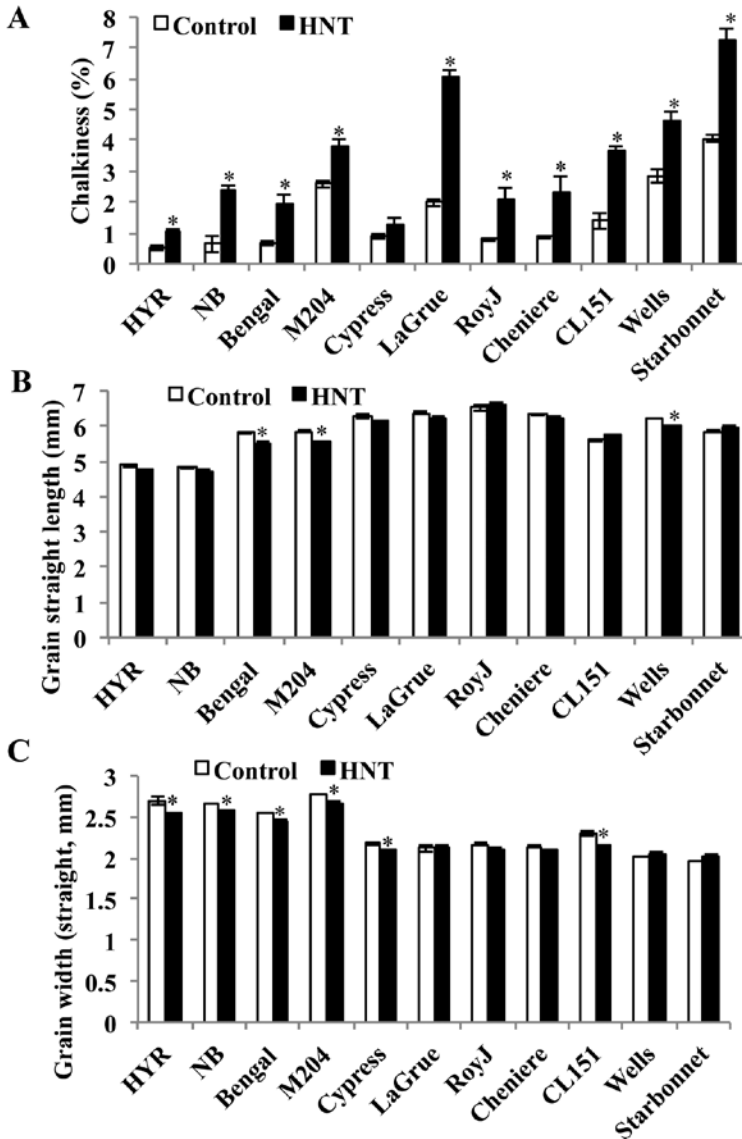 A
Control HNT
Chalkiness (%)
8
7
6
5
4
3
2
1
0
* * * * * * * * * *
HYR NB Bengal M204 Cypress LaGrue RoyJ Cheniere CL151 Wells Starbonnet
B
Control HNT
Grain straight length (mm)
7
6
5
4
3
2
1
0
* * *
HYR NB Bengal M204 Cypress LaGrue RoyJ Cheniere CL151 Wells Starbonnet
C
Control HNT
Grain width (straight, mm)
3
2.5
2
1.5
1
0.5
0
* * * * * *
HYR NB Bengal M204 Cypress LaGrue RoyJ Cheniere CL151 Wells Starbonnet